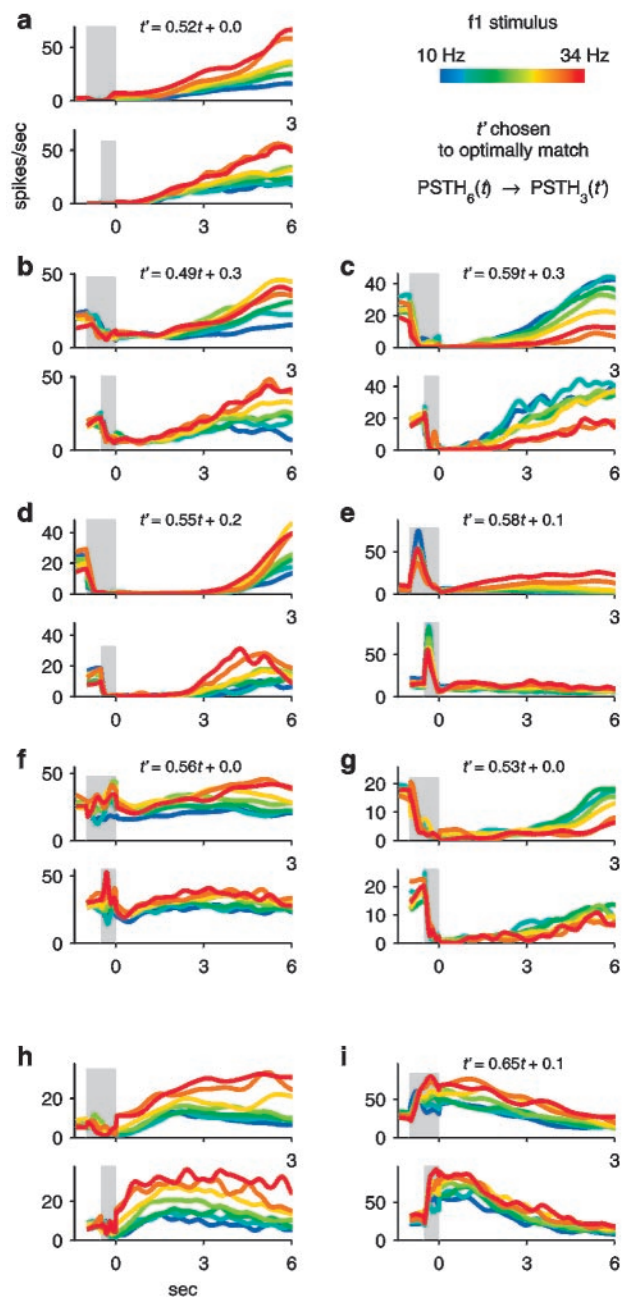 a
t' = 0.52t + 0.0
f1 stimulus
10 Hz 34 Hz
50
0
3
t' chosen
to optimally match
PSTH6(t) → PSTH3(t')
spikes/sec
50
0
0 3 6
b
t' = 0.49t + 0.3
c
t' = 0.59t + 0.3
50
0
3
40
20
0
3
50
0
0 3 6
40
20
0
0 3 6
d
t' = 0.55t + 0.2
e
t' = 0.58t + 0.1
40
20
0
3
50
0
3
40
20
0
0 3 6
50
0
0 3 6
f
t' = 0.56t + 0.0
g
t' = 0.53t + 0.0
50
0
3
20
10
0
3
50
0
0 3 6
20
10
0
0 3 6
h
i
t' = 0.65t + 0.1
20
0
3
50
0
3
20
0
0 3 6
50
0
0 3 6
sec